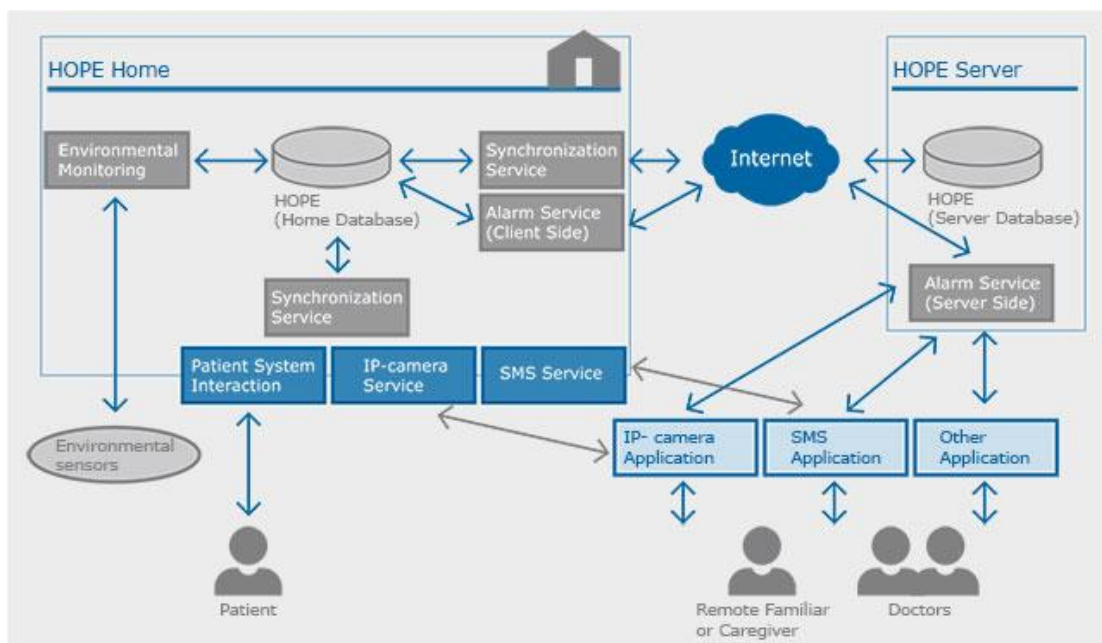 HOPE Home
HOPE Server
Environmental
Monitoring
HOPE
(Home Database)
Synchronization
Service
Alarm Service
(Client Side)
Internet
HOPE
(Server Database)
Alarm Service
(Server Side)
Synchronization
Service
Patient System
Interaction
IP-camera
Service
SMS Service
Environmental
sensors
IP- camera
Application
SMS
Application
Other
Application
Patient
Remote Familiar
or Caregiver
Doctors